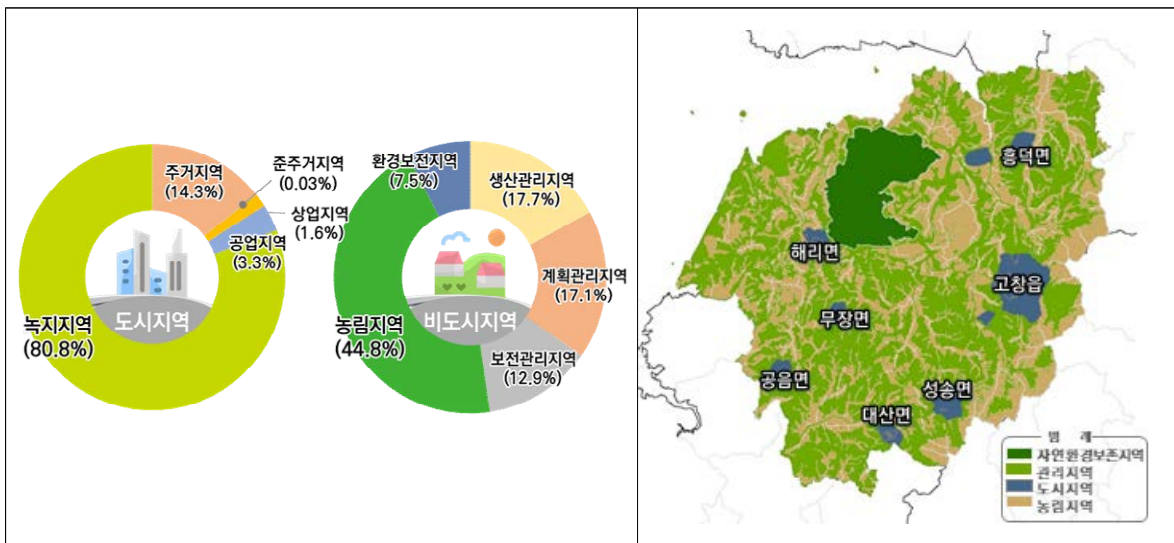 주거지역
(14.3%)
준주거지역
(0.03%)
상업지역
(1.6%)
공업지역
(3.3%)
녹지지역
(80.8%)
도시지역
환경보전지역
(7.5%)
생산관리지역
(17.7%)
계획관리지역
(17.1%)
보전관리지역
(12.9%)
농림지역
(44.8%)
비도시지역
흥덕면
해리면
고창읍
무장면
공음면
성송면
대산면
범 례
자연환경보존지역
관리지역
도시지역
농림지역